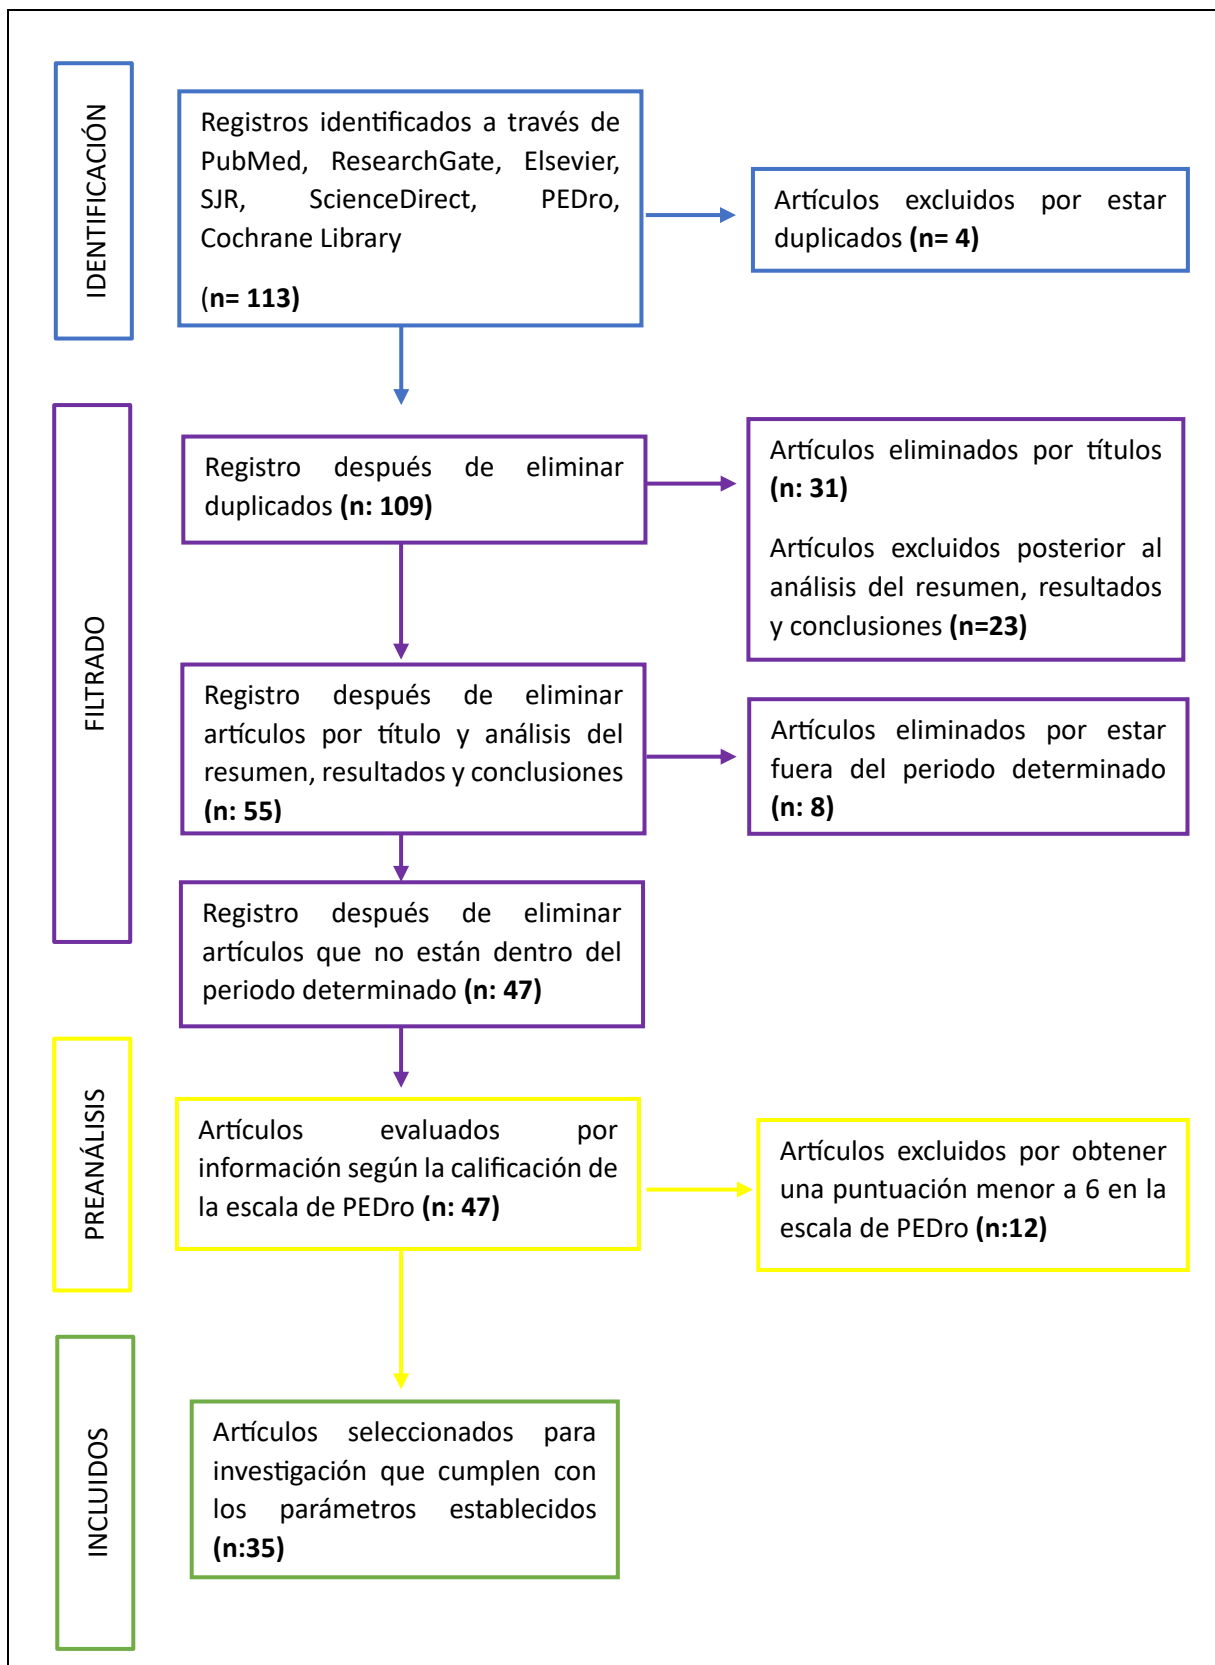 IDENTIFICACIÓN
Registros identificados a través de
PubMed, ResearchGate, Elsevier,
SJR, ScienceDirect, PEDro,
Cochrane Library
(n= 113)
Artículos excluidos por estar
duplicados (n= 4)
FILTRADO
Registro después de eliminar
duplicados (n: 109)
Artículos eliminados por títulos
(n: 31)
Artículos excluidos posterior al
análisis del resumen, resultados
y conclusiones (n=23)
Registro después de eliminar
artículos por título y análisis del
resumen, resultados y conclusiones
(n: 55)
Artículos eliminados por estar
fuera del periodo determinado
(n: 8)
Registro después de eliminar
artículos que no están dentro del
periodo determinado (n: 47)
PREANÁLISIS
Artículos evaluados por
información según la calificación de
la escala de PEDro (n: 47)
Artículos excluidos por obtener
una puntuación menor a 6 en la
escala de PEDro (n:12)
INCLUIDOS
Artículos seleccionados para
investigación que cumplen con
los parámetros establecidos
(n:35)